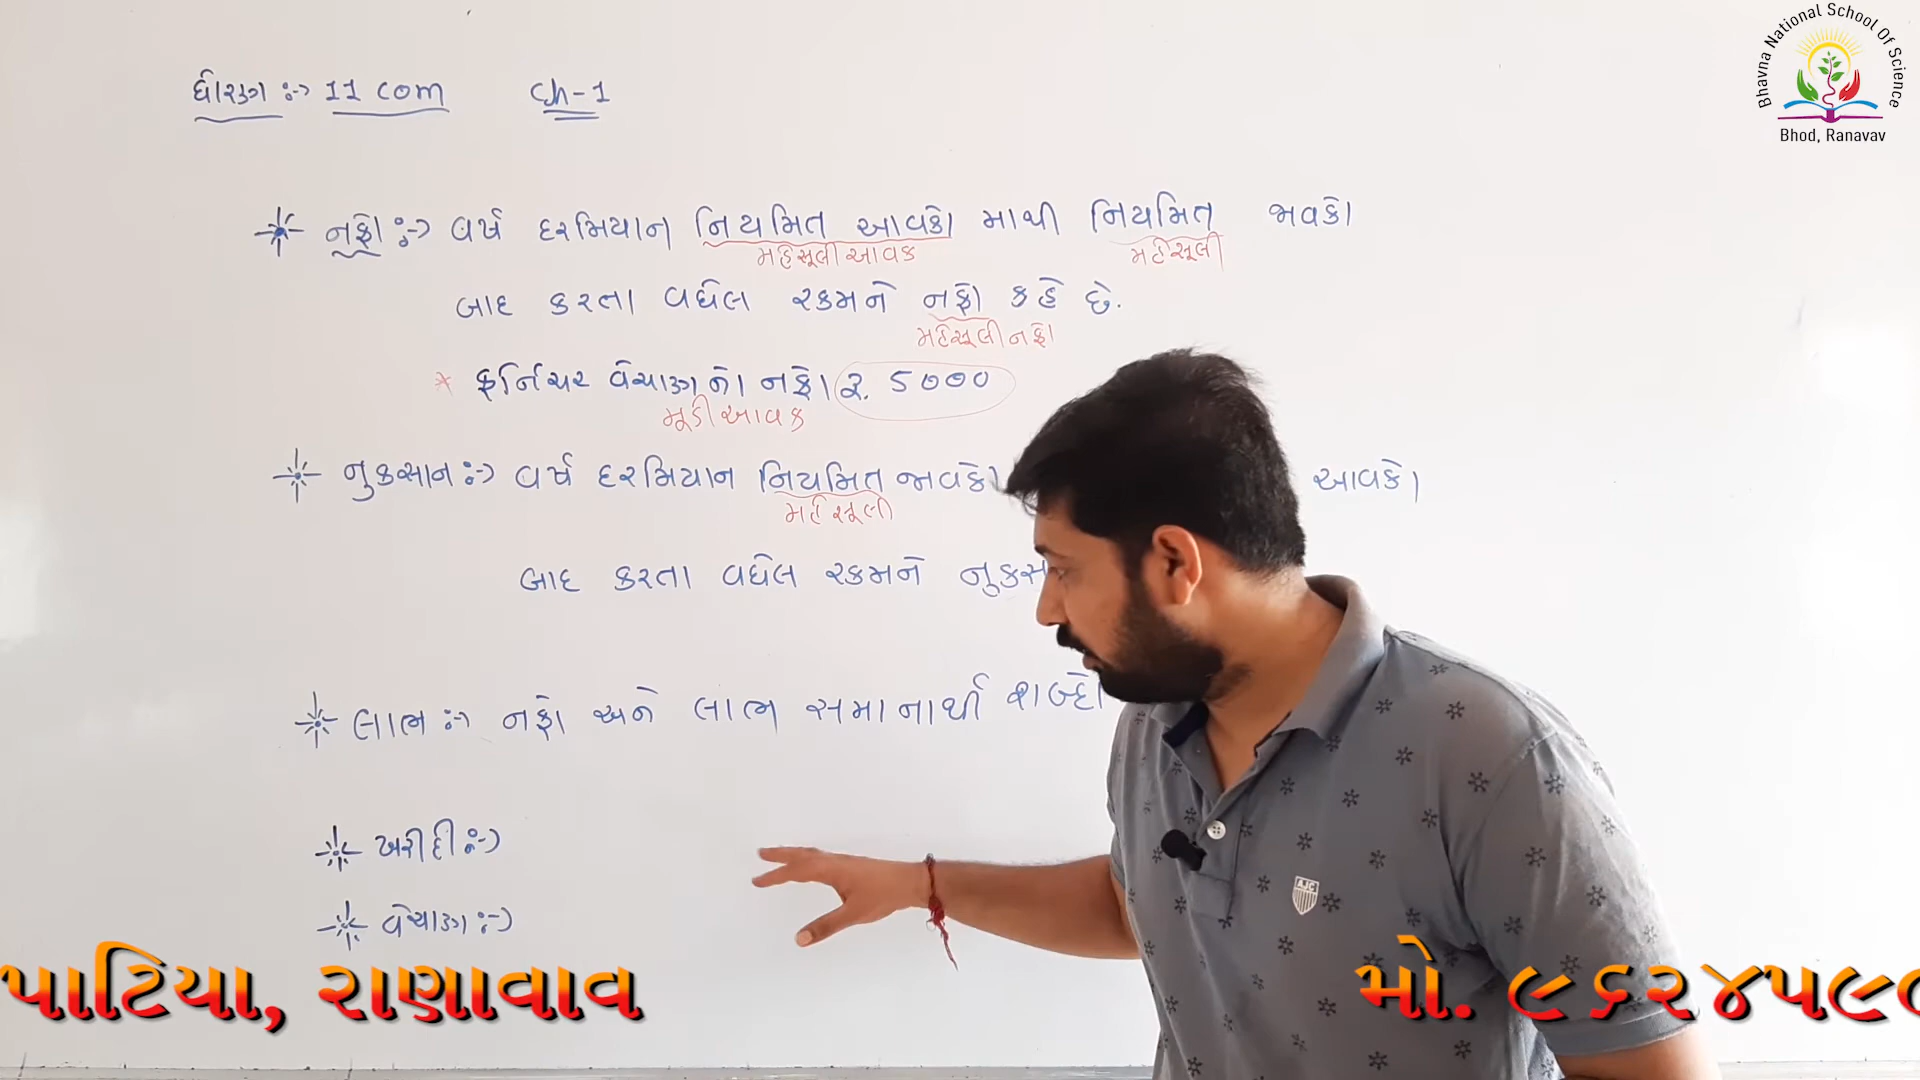 Bhavna National School Of Science
Bhod, Ranavav
ધોરણ :-> 11 com ch-1
નફો :-> વર્ષ દરમિયાન નિયમિત આવકો માથી નિયમિત જાવકો
મહેસૂલી આવક મહેસૂલી
બાદ કરતા વધેલ રકમને નફો કહે છે.
મહેસૂલી નફો
* ફર્નિચર વેચાણ નો નફો રૂ. 5000
મૂડી આવક
નુકસાન :-> વર્ષ દરમિયાન નિયમિત જાવકો આવકો
મહેસૂલી
બાદ કરતા વધેલ રકમને નુકસ
લાભ :- નફો અને લાભ સમાનાર્થી શબ્દો
ખરીદી :->
વેચાણ :->
AJC
પાટિયા, રાણાવાવ મો. ૯૬૨૪૫૯૯